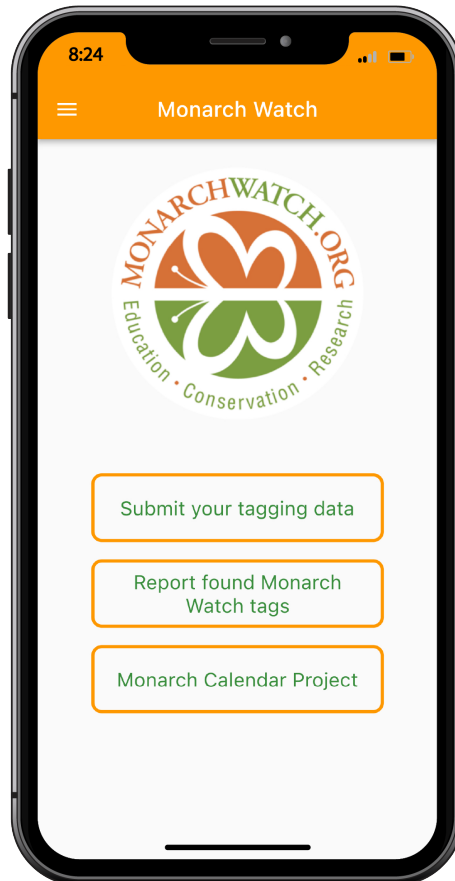 8:24
Monarch Watch
MONARCHWATCH.ORG
Education • Conservation • Research
Submit your tagging data
Report found Monarch
Watch tags
Monarch Calendar Project